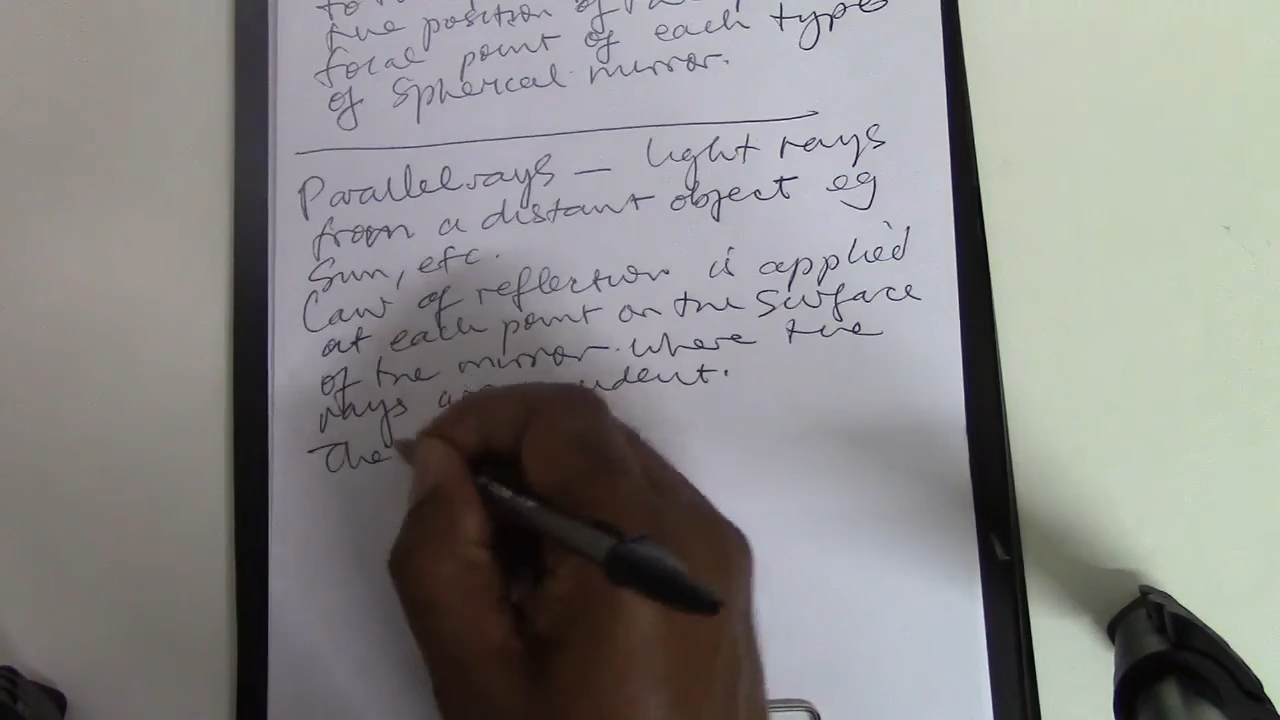 the position of
focal point of each type
of spherical mirror.
Parallel rays — light rays
from a distant object eg
Sun, etc.
Law of reflection is applied
at each point on the surface
of the mirror where the
rays
The